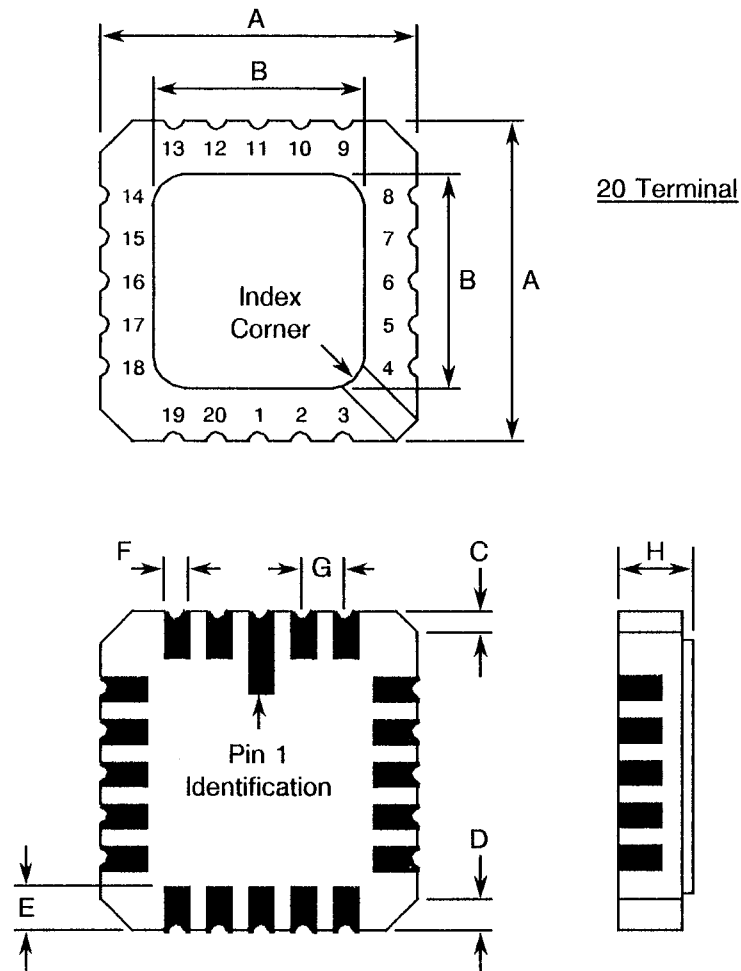 A
B
13 12 11 10 9
14 8
20 Terminal
15 7
16 6
B A
Index
Corner
17 5
18 4
19 20 1 2 3
F G C H
Pin 1
Identification
D
E